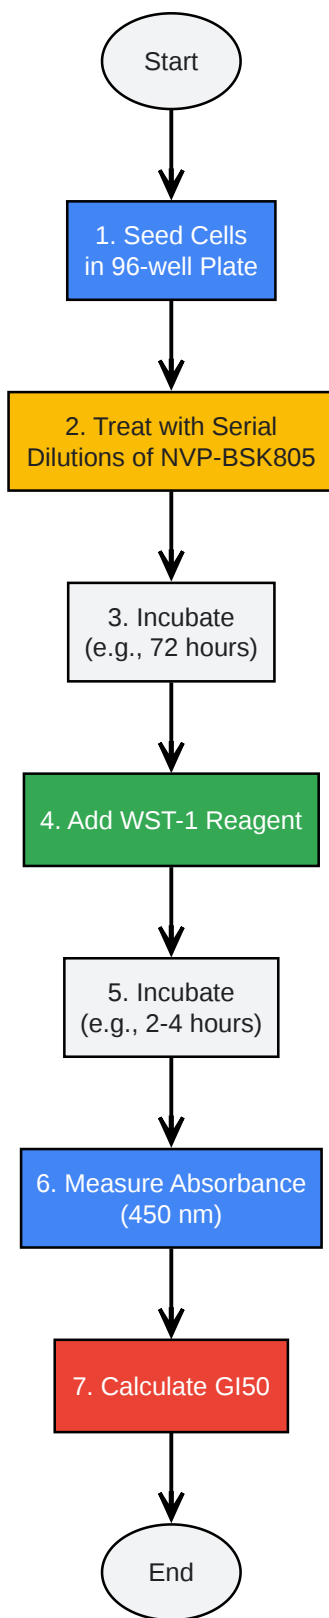 Start
1. Seed Cells
in 96-well Plate
2. Treat with Serial
Dilutions of NVP-BSK805
3. Incubate
(e.g., 72 hours)
4. Add WST-1 Reagent
5. Incubate
(e.g., 2-4 hours)
6. Measure Absorbance
(450 nm)
7. Calculate GI50
End